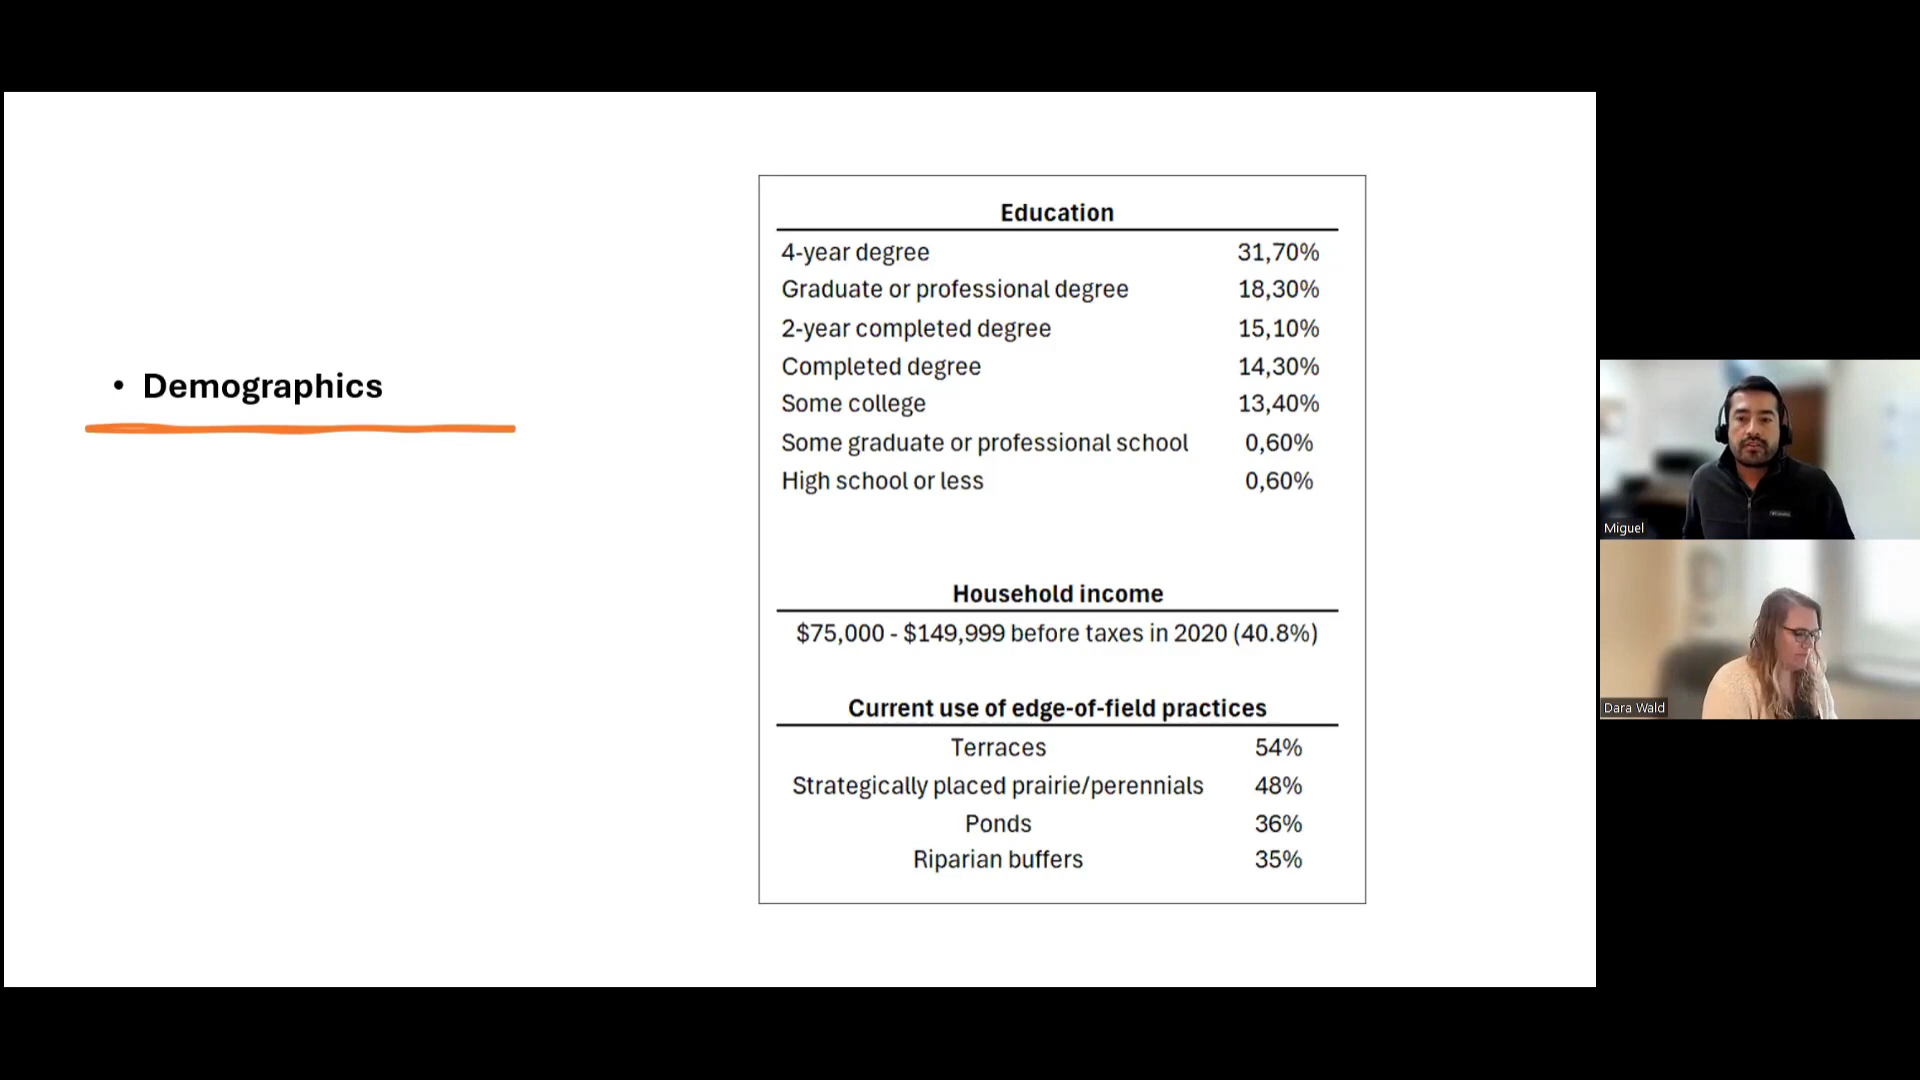 • Demographics
Education
4-year degree 31,70%
Graduate or professional degree 18,30%
2-year completed degree 15,10%
Completed degree 14,30%
Some college 13,40%
Some graduate or professional school 0,60%
High school or less 0,60%
Household income
$75,000 - $149,999 before taxes in 2020 (40.8%)
Current use of edge-of-field practices
Terraces 54%
Strategically placed prairie/perennials 48%
Ponds 36%
Riparian buffers 35%
Miguel
Dara Wald